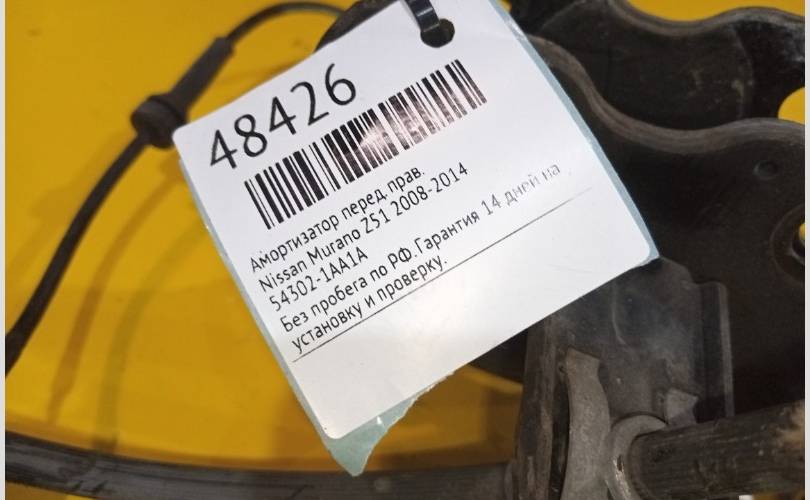 48426
Амортизатор перед. прав.
Nissan Murano Z51 2008-2014
54302-1AA1A
Без пробега по РФ.Гарантия 14 дней на
установку и проверку.